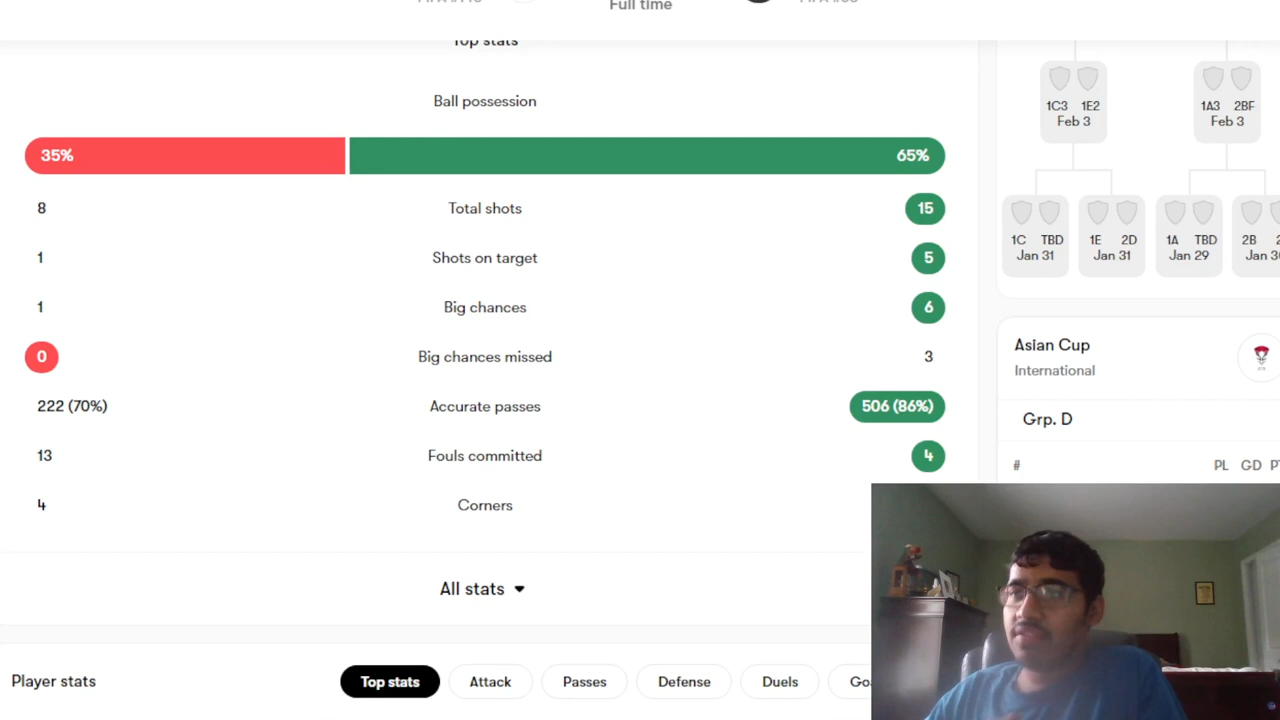 Full time
Top stats
Ball possession
35% 65%
8 Total shots 15
1 Shots on target 5
1 Big chances 6
0 Big chances missed 3
222 (70%) Accurate passes 506 (86%)
13 Fouls committed 4
4 Corners
All stats
Player stats Top stats Attack Passes Defense Duels
1C3 1E2
Feb 3
1A3 2BF
Feb 3
1C TBD
Jan 31
1E 2D
Jan 31
1A TBD
Jan 29
2B
Asian Cup
International
Grp. D
# PL GD